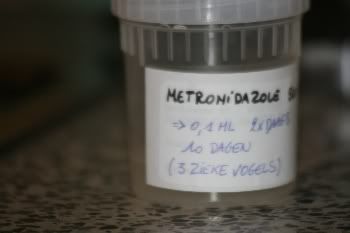 METRONIDAZOLE
⇒ 0,1 ML 2x DAAGS
10 DAGEN
(3 ZIEKE VOGELS)